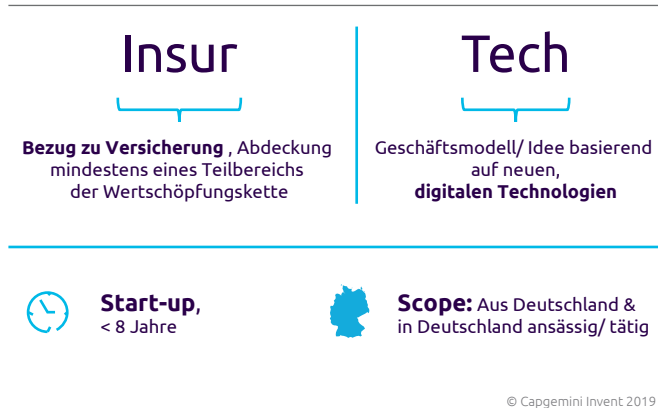 Insur
Bezug zu Versicherung , Abdeckung
mindestens eines Teilbereichs
der Wertschöpfungskette
Tech
Geschäftsmodell/ Idee basierend
auf neuen,
digitalen Technologien
Start-up,
< 8 Jahre
Scope: Aus Deutschland &
in Deutschland ansässig/ tätig
© Capgemini Invent 2019